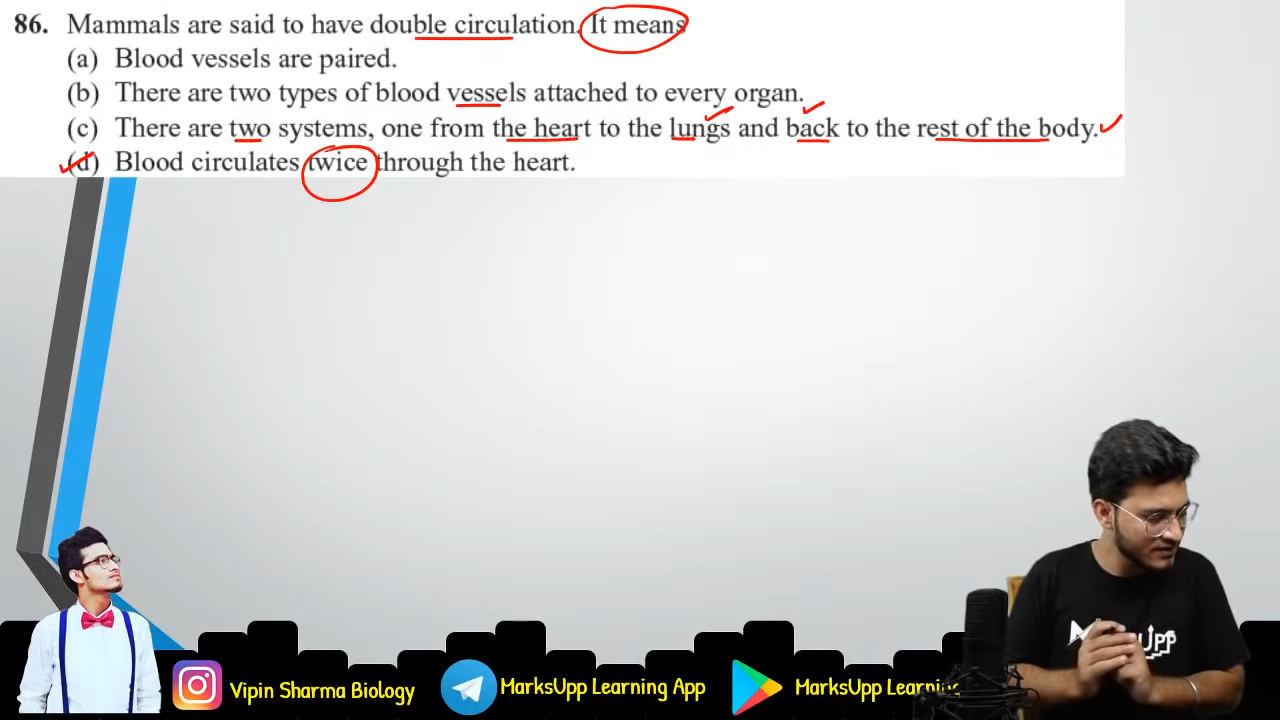 86. Mammals are said to have double circulation. It means
(a) Blood vessels are paired.
(b) There are two types of blood vessels attached to every organ.
(c) There are two systems, one from the heart to the lungs and back to the rest of the body.
(d) Blood circulates twice through the heart.
Vipin Sharma Biology
MarksUpp Learning App
MarksUpp Learning